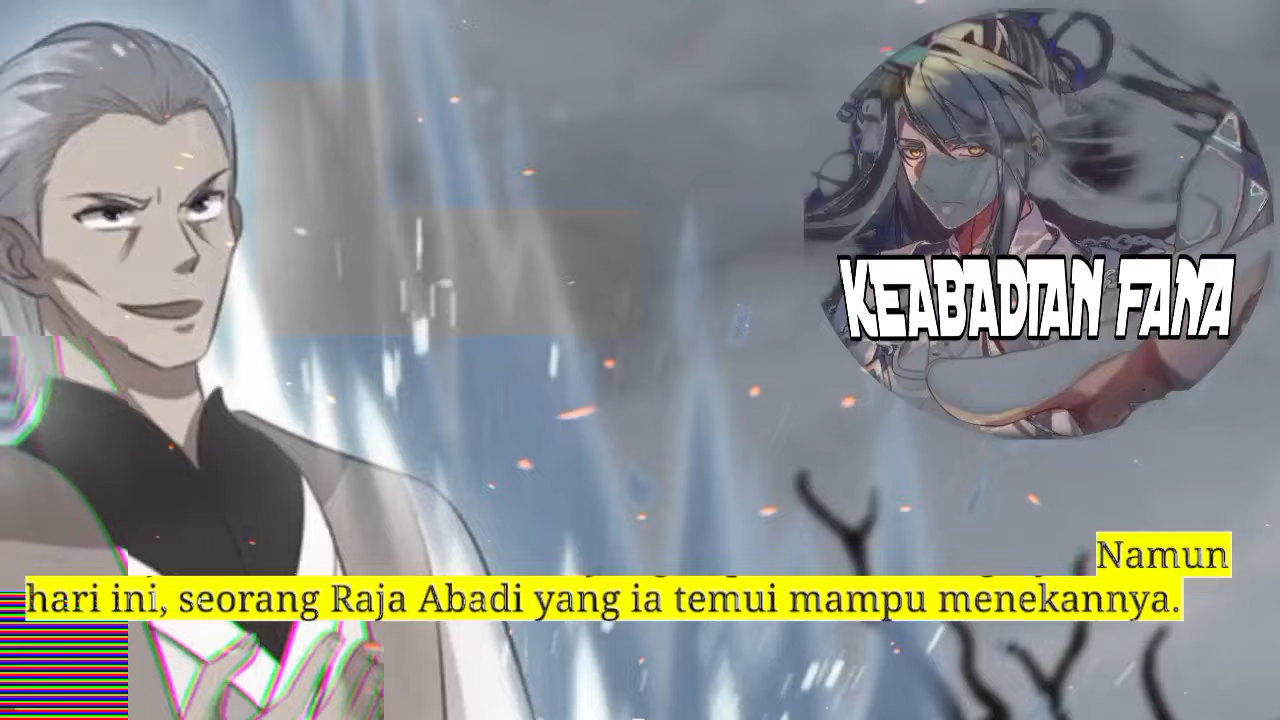 KEABADIAN FANA
Namun
hari ini, seorang Raja Abadi yang ia temui mampu menekannya.